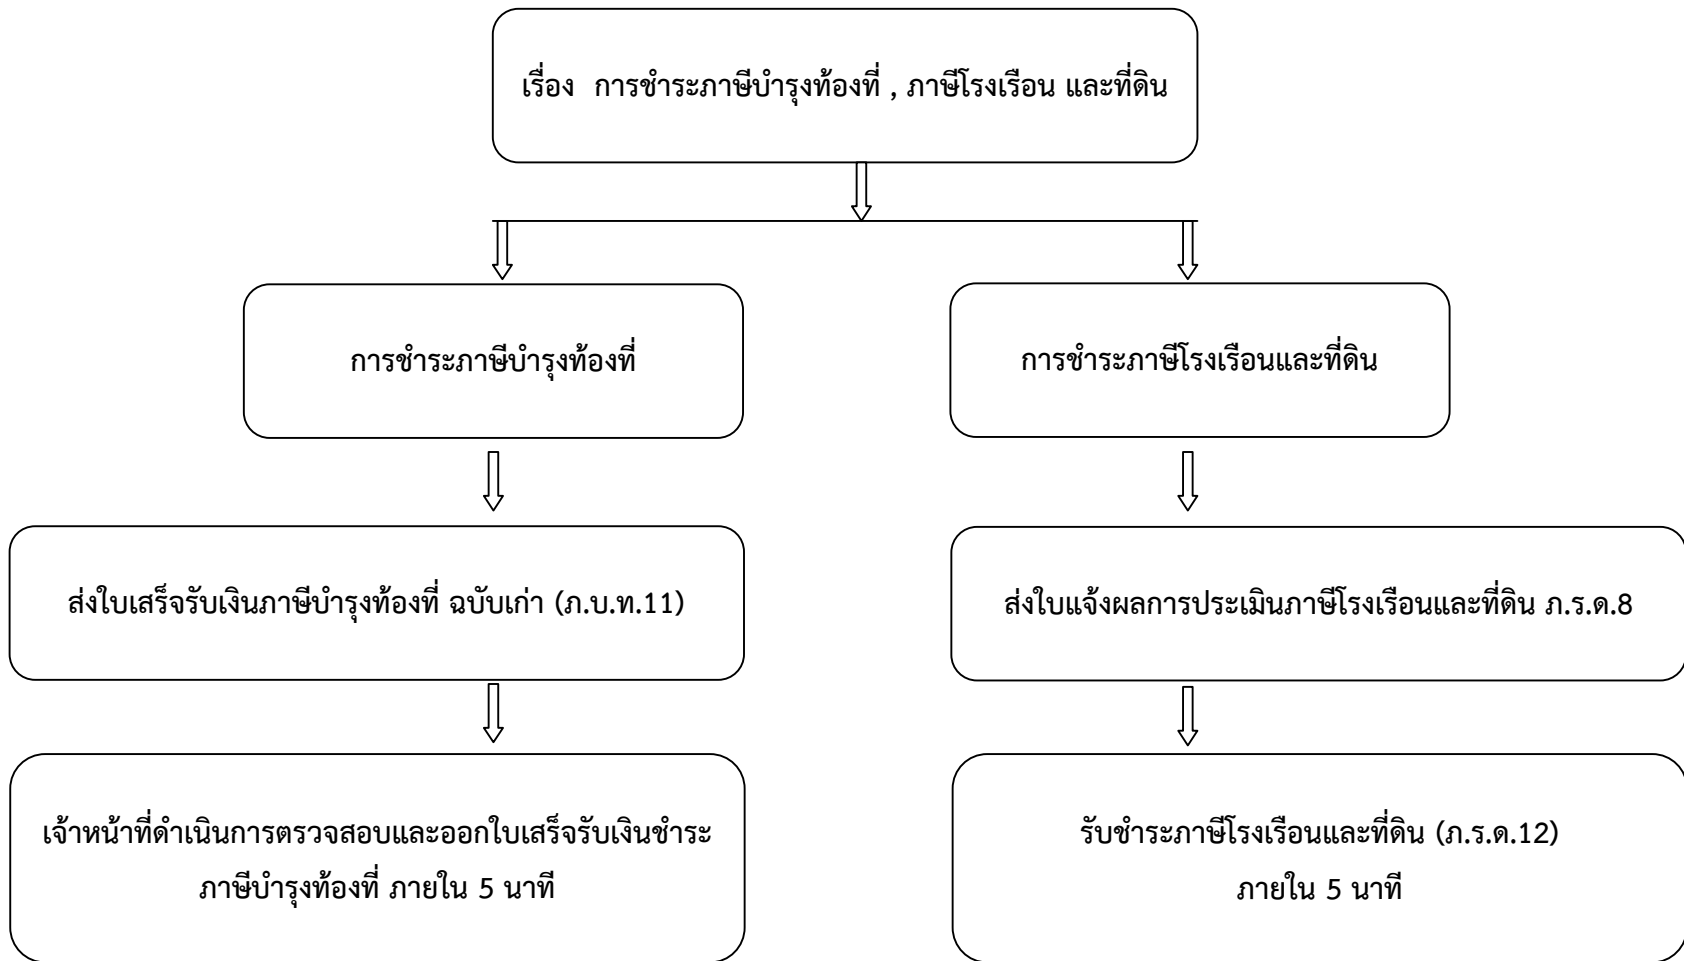 เรื่อง การชำระภาษีบำรุงท้องที่ , ภาษีโรงเรือน และที่ดิน
การชำระภาษีบำรุงท้องที่
การชำระภาษีโรงเรือนและที่ดิน
ส่งใบเสร็จรับเงินภาษีบำรุงท้องที่ ฉบับเก่า (ภ.บ.ท.11)
ส่งใบแจ้งผลการประเมินภาษีโรงเรือนและที่ดิน ภ.ร.ด.8
เจ้าหน้าที่ดำเนินการตรวจสอบและออกใบเสร็จรับเงินชำระ
ภาษีบำรุงท้องที่ ภายใน 5 นาที
รับชำระภาษีโรงเรือนและที่ดิน (ภ.ร.ด.12)
ภายใน 5 นาที